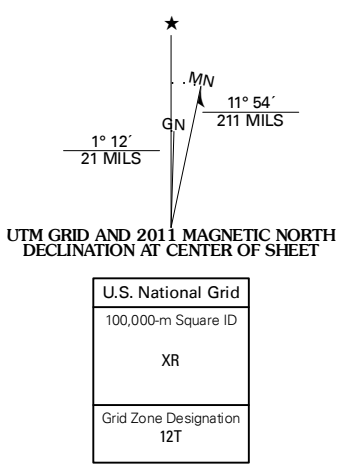 ★
MN
11° 54´
211 MILS
GN
1° 12´
21 MILS
UTM GRID AND 2011 MAGNETIC NORTH
DECLINATION AT CENTER OF SHEET
U.S. National Grid
100,000-m Square ID
XR
Grid Zone Designation
12T